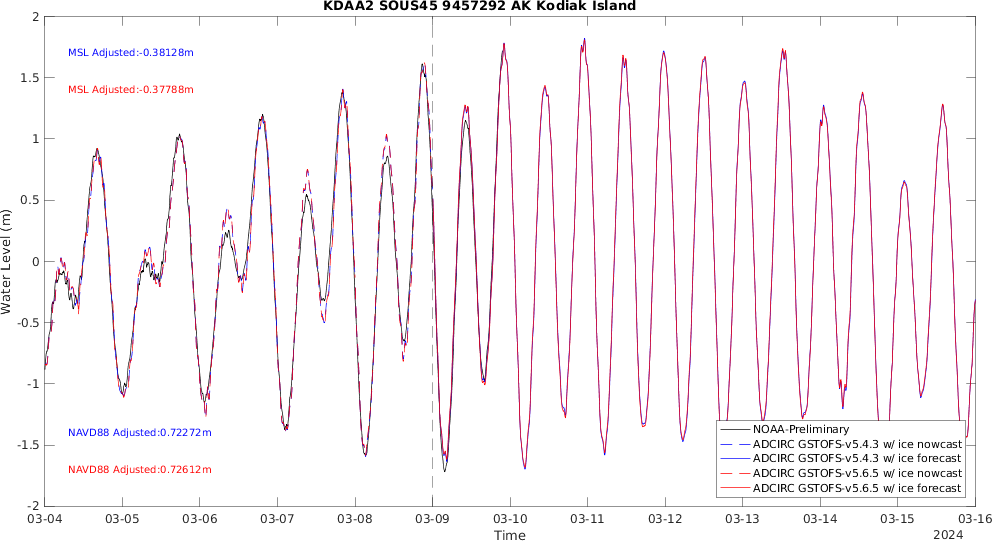 KDAA2 SOUS45 9457292 AK Kodiak Island
2
1.5
1
0.5
0
-0.5
-1
-1.5
-2
Water Level (m)
MSL Adjusted:-0.38128m
MSL Adjusted:-0.37788m
NAVD88 Adjusted:0.72272m
NAVD88 Adjusted:0.72612m
NOAA-Preliminary
ADCIRC GSTOFS-v5.4.3 w/ ice nowcast
ADCIRC GSTOFS-v5.4.3 w/ ice forecast
ADCIRC GSTOFS-v5.6.5 w/ ice nowcast
ADCIRC GSTOFS-v5.6.5 w/ ice forecast
03-04 03-05 03-06 03-07 03-08 03-09 03-10 03-11 03-12 03-13 03-14 03-15 03-16
Time
2024